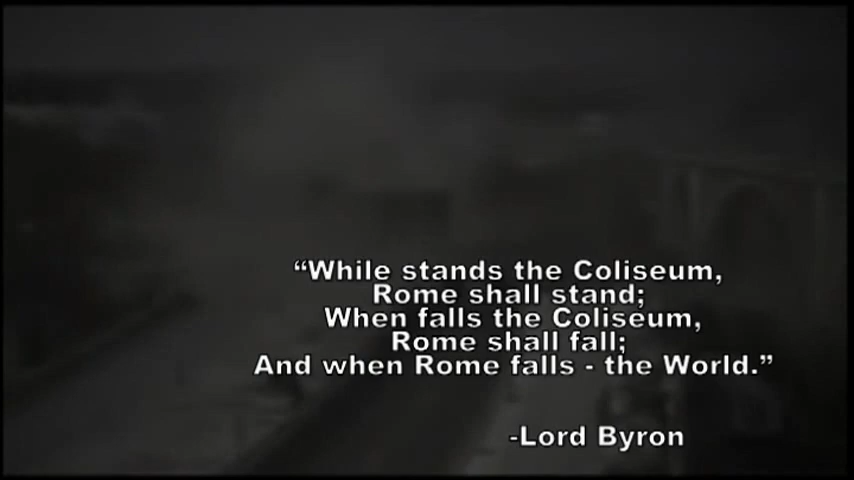 “While stands the Coliseum,
Rome shall stand;
When falls the Coliseum,
Rome shall fall;
And when Rome falls - the World.”
-Lord Byron